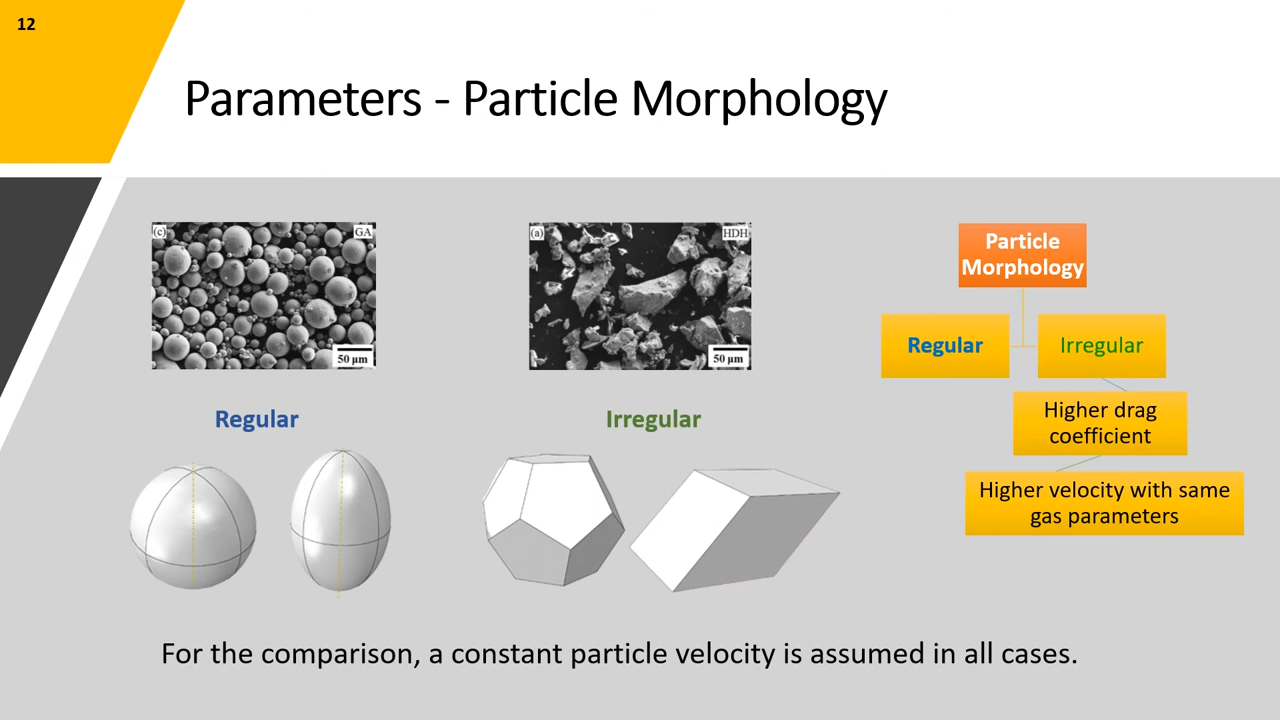 12
Parameters - Particle Morphology
(c) GA
50 μm
(a) HDH
50 μm
Regular
Irregular
Particle
Morphology
Regular
Irregular
Higher drag
coefficient
Higher velocity with same
gas parameters
For the comparison, a constant particle velocity is assumed in all cases.